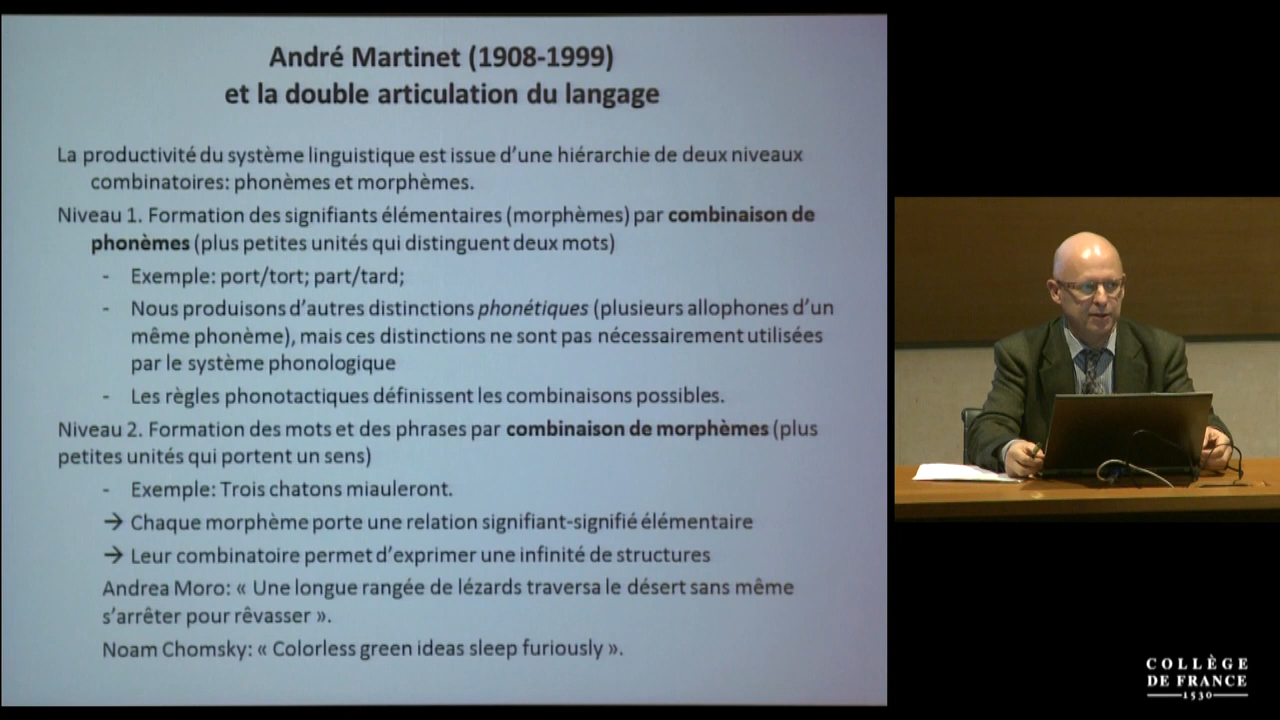 André Martinet (1908-1999)
et la double articulation du langage
La productivité du système linguistique est issue d'une hiérarchie de deux niveaux
combinatoires: phonèmes et morphèmes.
Niveau 1. Formation des signifiants élémentaires (morphèmes) par combinaison de
phonèmes (plus petites unités qui distinguent deux mots)
- Exemple: port/tort; part/tard;
- Nous produisons d'autres distinctions phonétiques (plusieurs allophones d'un
même phonème), mais ces distinctions ne sont pas nécessairement utilisées
par le système phonologique
- Les règles phonotactiques définissent les combinaisons possibles.
Niveau 2. Formation des mots et des phrases par combinaison de morphèmes (plus
petites unités qui portent un sens)
- Exemple: Trois chatons miauleront.
→ Chaque morphème porte une relation signifiant-signifié élémentaire
→ Leur combinatoire permet d'exprimer une infinité de structures
Andrea Moro: « Une longue rangée de lézards traversa le désert sans même
s'arrêter pour rêvasser ».
Noam Chomsky: « Colorless green ideas sleep furiously ».
COLLÈGE
DE FRANCE
1530